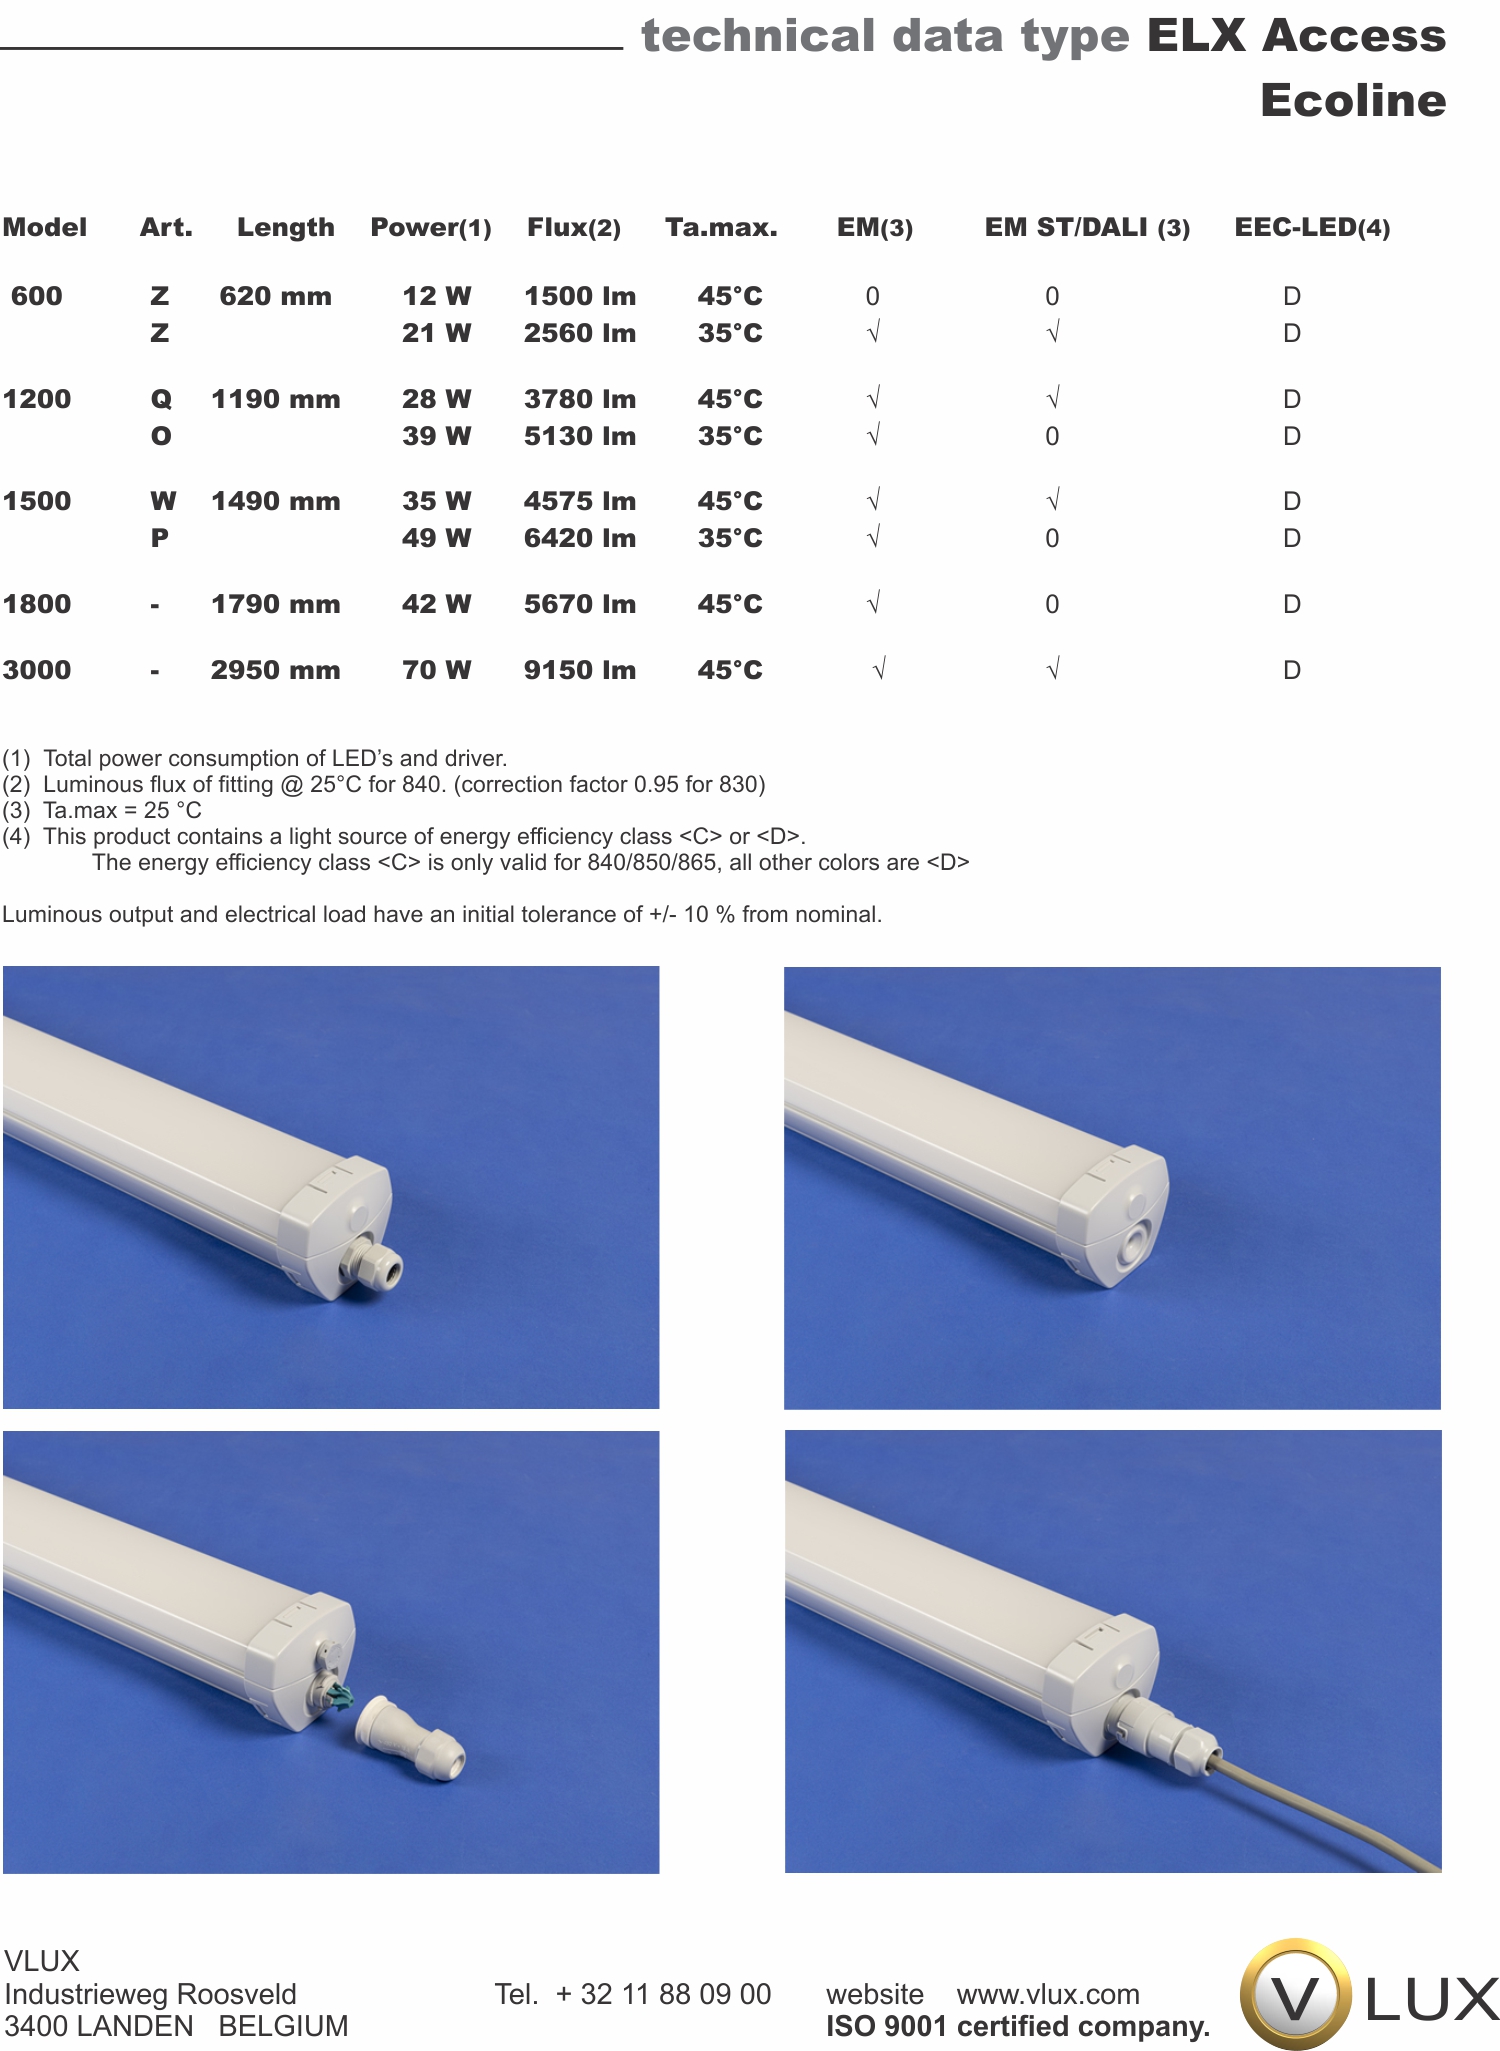 technical data type ELX Access
Ecoline
Model Art. Length Power(1) Flux(2) Ta.max. EM(3) EM ST/DALI (3) EEC-LED(4)
600 Z 620 mm 12 W 1500 lm 45°C 0 0 D
Z 21 W 2560 lm 35°C √ √ D
1200 Q 1190 mm 28 W 3780 lm 45°C √ √ D
O 39 W 5130 lm 35°C √ 0 D
1500 W 1490 mm 35 W 4575 lm 45°C √ √ D
P 49 W 6420 lm 35°C √ 0 D
1800 - 1790 mm 42 W 5670 lm 45°C √ 0 D
3000 - 2950 mm 70 W 9150 lm 45°C √ √ D
(1) Total power consumption of LED’s and driver.
(2) Luminous flux of fitting @ 25°C for 840. (correction factor 0.95 for 830)
(3) Ta.max = 25 °C
(4) This product contains a light source of energy efficiency class <C> or <D>.
The energy efficiency class <C> is only valid for 840/850/865, all other colors are <D>
Luminous output and electrical load have an initial tolerance of +/- 10 % from nominal.
VLUX
Industrieweg Roosveld Tel. + 32 11 88 09 00 website www.vlux.com
3400 LANDEN BELGIUM ISO 9001 certified company.
V LUX